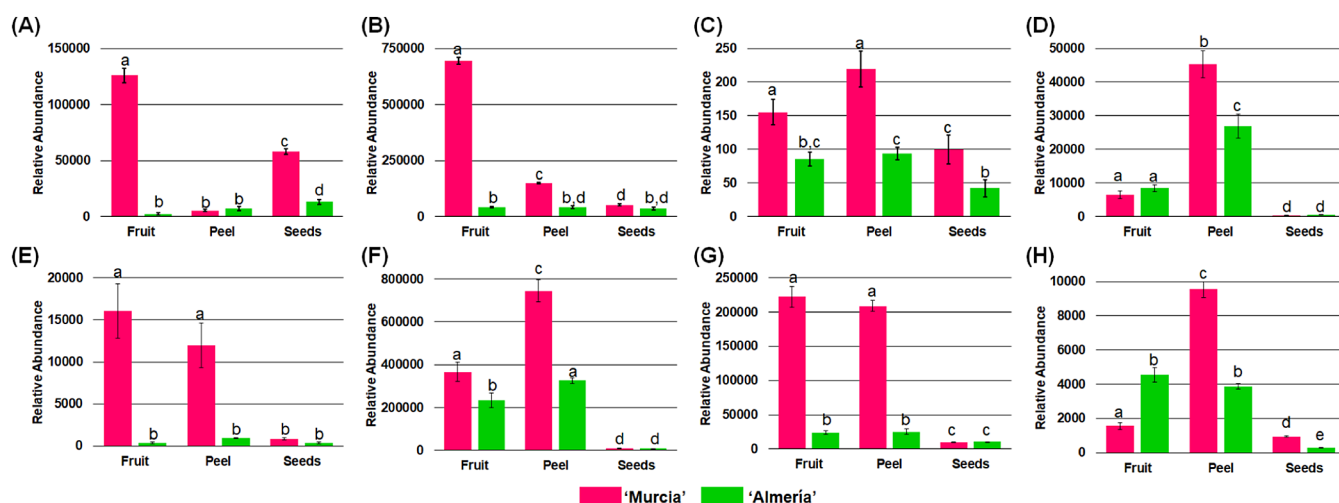 (A)
150000
100000
50000
0
Relative Abundance
a
b
b
b
c
d
Fruit
Peel
Seeds
(B)
750000
500000
250000
0
Relative Abundance
a
b
c
b,d
d
b,d
Fruit
Peel
Seeds
(C)
250
200
150
100
50
0
Relative Abundance
a
b,c
a
c
c
b
Fruit
Peel
Seeds
(D)
50000
40000
30000
20000
10000
0
Relative Abundance
a
a
b
c
d
d
Fruit
Peel
Seeds
(E)
20000
15000
10000
5000
0
Relative Abundance
a
b
a
b
b
b
Fruit
Peel
Seeds
(F)
800000
600000
400000
200000
0
Relative Abundance
a
b
c
a
d
d
Fruit
Peel
Seeds
(G)
250000
200000
150000
100000
50000
0
Relative Abundance
a
b
a
b
c
c
Fruit
Peel
Seeds
(H)
10000
8000
6000
4000
2000
0
Relative Abundance
a
b
c
b
d
e
Fruit
Peel
Seeds
'Murcia'
'Almería'